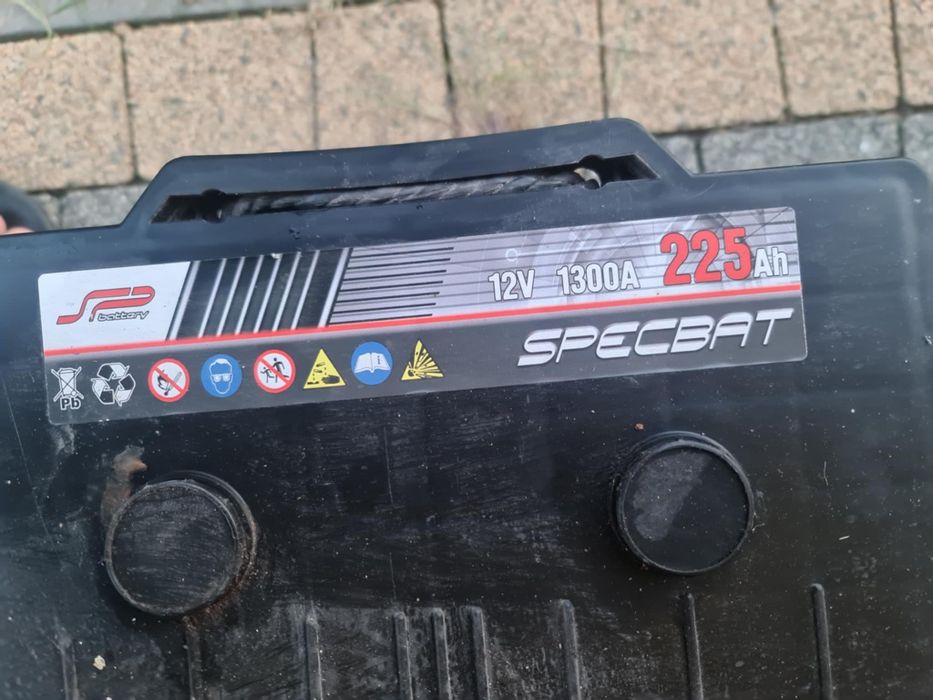 12V 1300A 225Ah
SP battery
SPECBAT
Pb